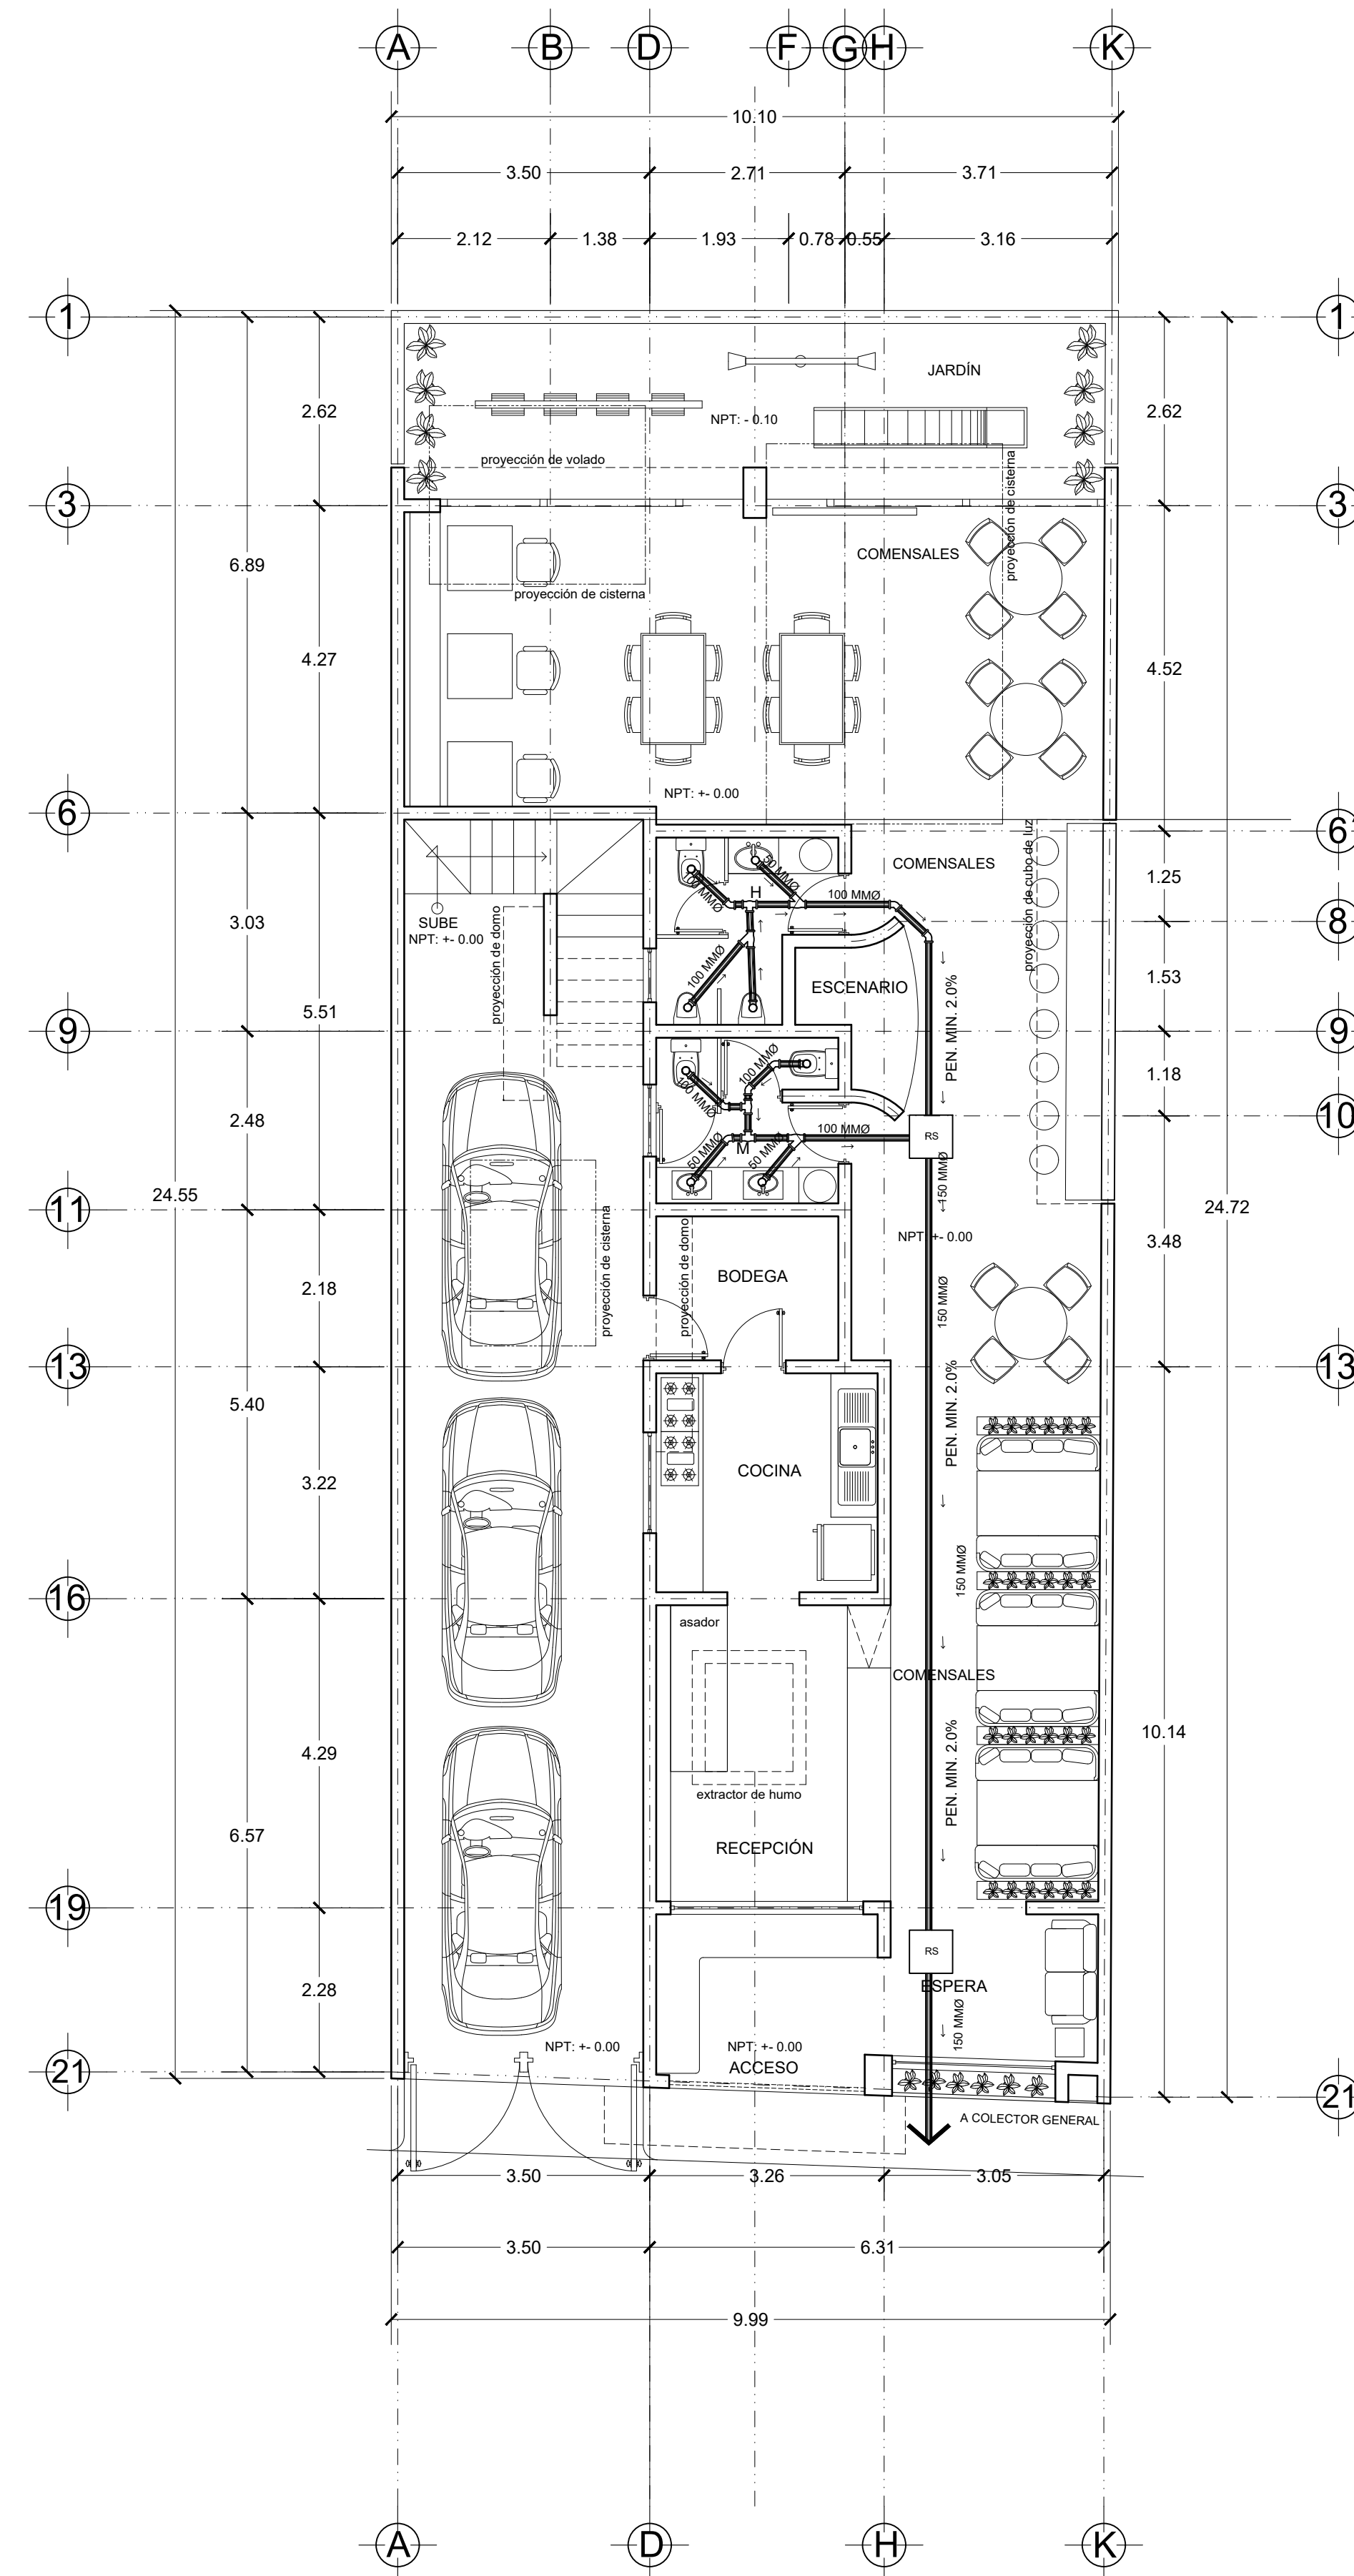 A B D F G H K
10.10
3.50 2.71 3.71
2.12 1.38 1.93 0.78 0.55 3.16
1 1
JARDÍN
2.62 2.62
NPT: - 0.10
proyección de volado
proyección de cisterna
3 3
COMENSALES
6.89
proyección de cisterna
4.27 4.52
NPT: +- 0.00
6 6
proyección de cubo de luz
COMENSALES
50 MMØ
100 MMØ
H
100 MMØ
1.25
SUBE
NPT: +- 0.00
3.03 8
proyección de domo
100 MMØ
ESCENARIO
PEN. MIN. 2.0%
1.53
5.51
9 9
100 MMØ
100 MMØ
1.18
2.48 10
100 MMØ
RS
M
50 MMØ
50 MMØ
150 MMØ
24.55 24.72
11
NPT: +- 0.00
3.48
proyección de cisterna
proyección de domo
BODEGA
2.18
150 MMØ
13 13
5.40
PEN. MIN. 2.0%
COCINA
3.22
150 MMØ
16
asador
COMENSALES
10.14
4.29
PEN. MIN. 2.0%
extractor de humo
6.57
RECEPCIÓN
19
RS
2.28
ESPERA
150 MMØ
NPT: +- 0.00 NPT: +- 0.00
ACCESO
21 21
A COLECTOR GENERAL
3.50 3.26 3.05
3.50 6.31
9.99
A D H K